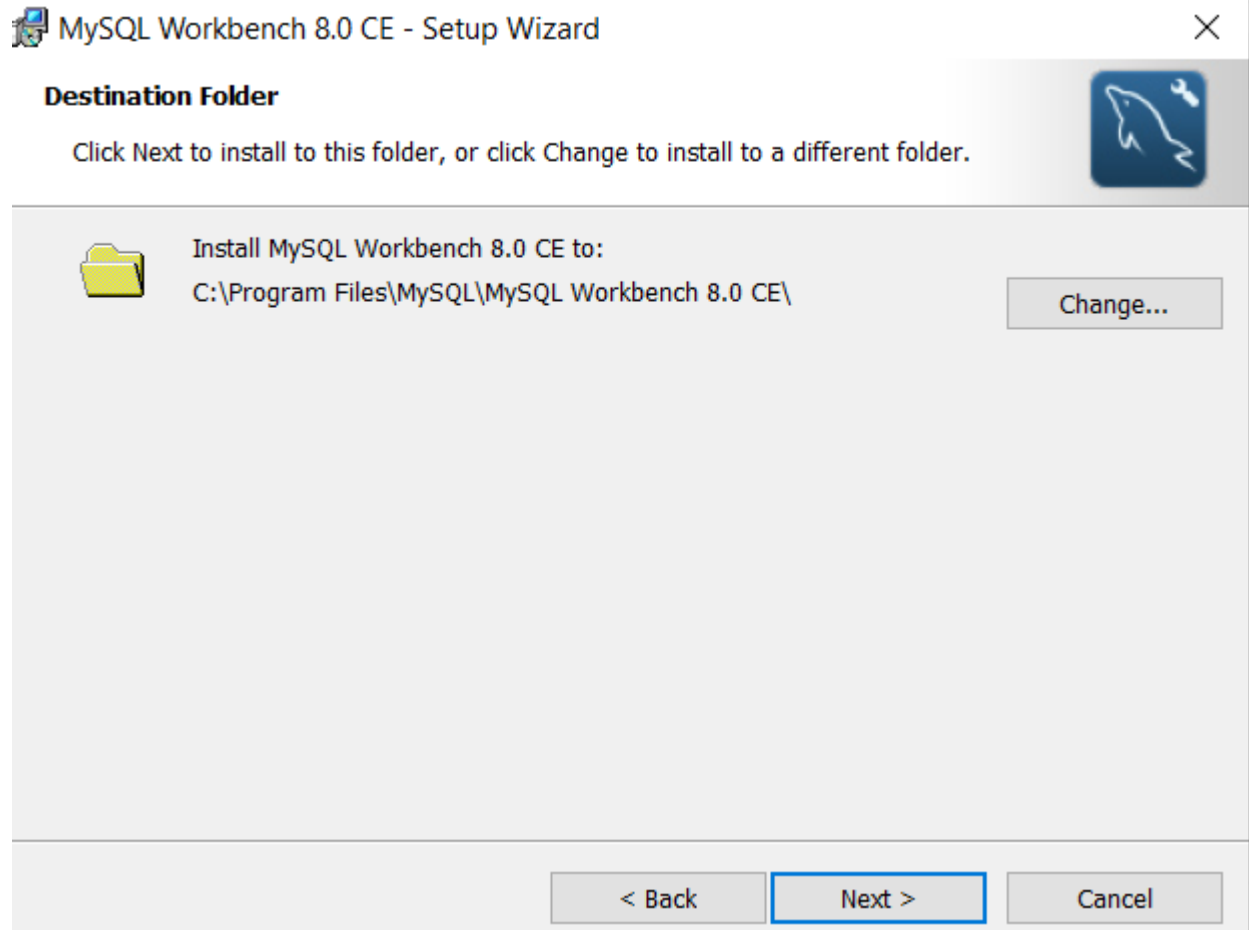 MySQL Workbench 8.0 CE - Setup Wizard
Destination Folder
Click Next to install to this folder, or click Change to install to a different folder.
Install MySQL Workbench 8.0 CE to:
C:\Program Files\MySQL\MySQL Workbench 8.0 CE\
Change...
< Back
Next >
Cancel